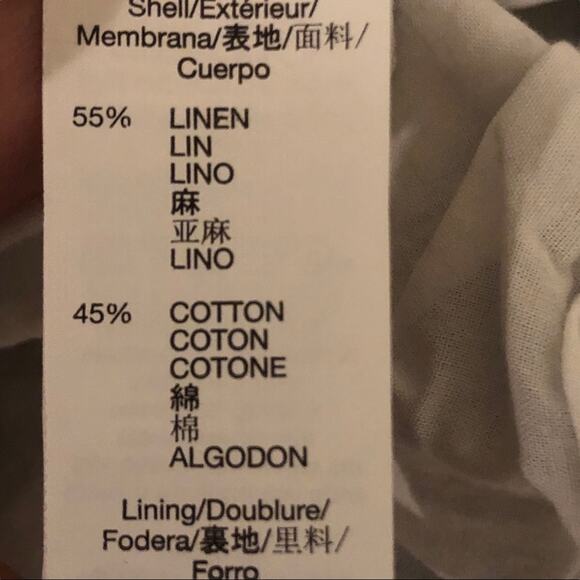 Shell/Extérieur/
Membrana/表地/面料/
Cuerpo
55% LINEN
LIN
LINO
麻
亚麻
LINO
45% COTTON
COTON
COTONE
綿
棉
ALGODON
Lining/Doublure/
Fodera/裏地/里料/
Forro